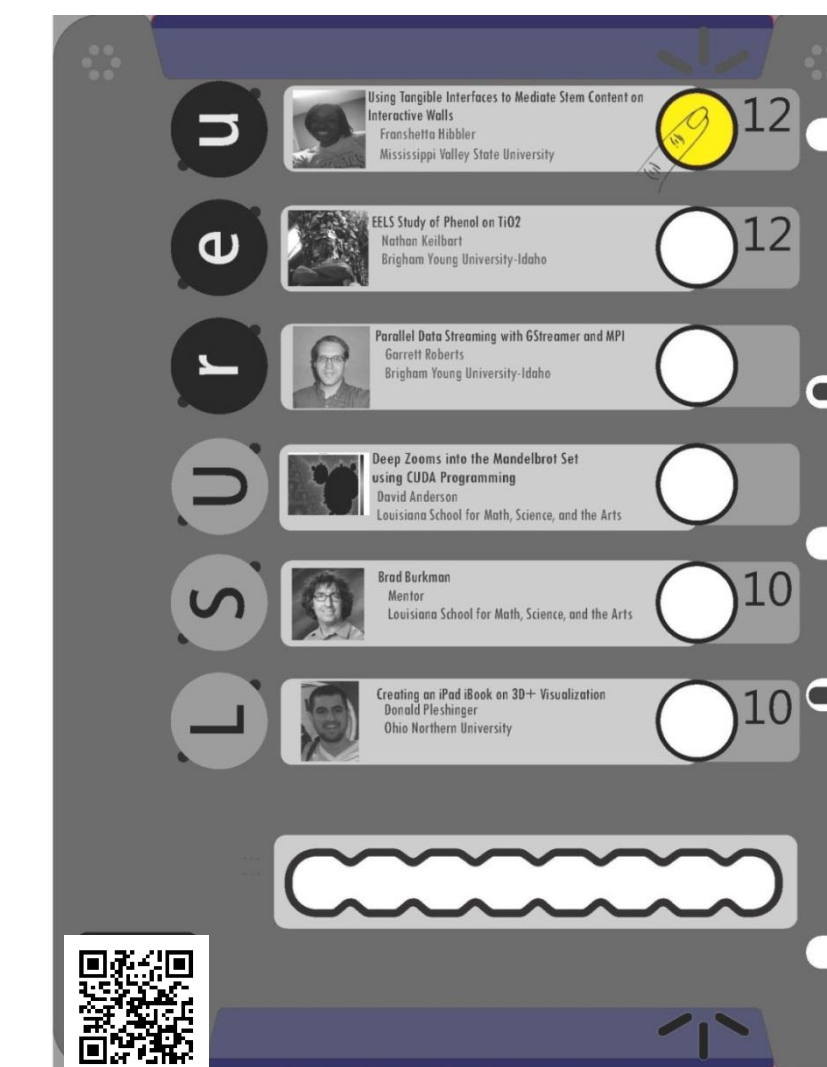 u
Using Tangible Interfaces to Mediate Stem Content on
Interactive Walls
Franshetta Hibbler
Mississippi Valley State University
12
e
EELS Study of Phenol on TiO2
Nathan Keilbart
Brigham Young University-Idaho
12
r
Parallel Data Streaming with GStreamer and MPI
Garrett Roberts
Brigham Young University-Idaho
U
Deep Zooms into the Mandelbrot Set
using CUDA Programming
David Anderson
Louisiana School for Math, Science, and the Arts
S
Brad Burkman
Mentor
Louisiana School for Math, Science, and the Arts
10
L
Creating an iPad iBook on 3D+ Visualization
Donald Pleshinger
Ohio Northern University
10